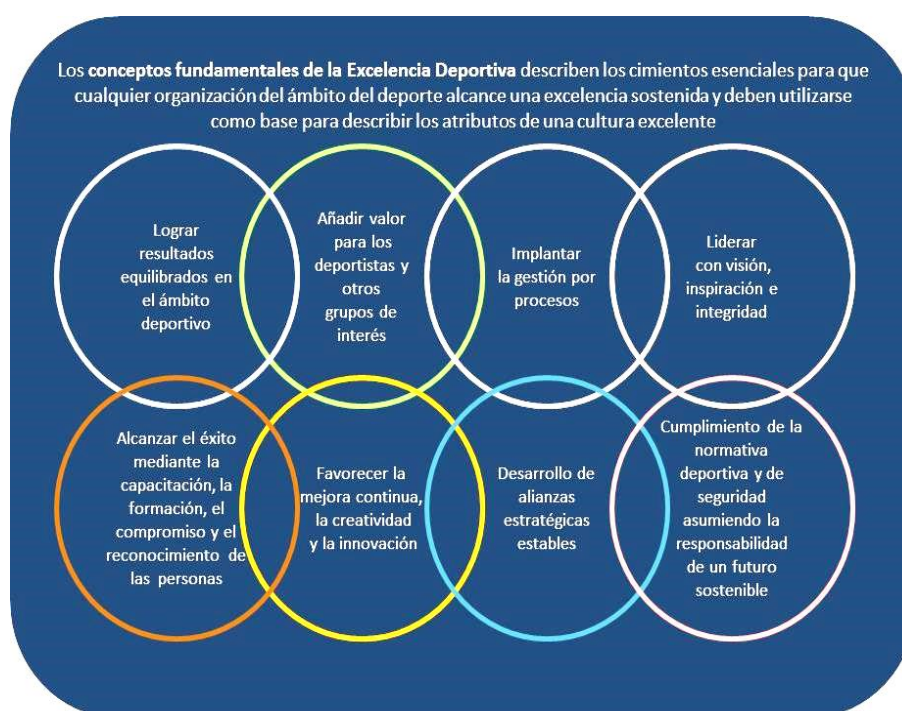 Los conceptos fundamentales de la Excelencia Deportiva describen los cimientos esenciales para que
cualquier organización del ámbito del deporte alcance una excelencia sostenida y deben utilizarse
como base para describir los atributos de una cultura excelente
Lograr
resultados
equilibrados en
el ámbito
deportivo
Añadir valor
para los
deportistas y
otros
grupos de
interés
Implantar
la gestión por
procesos
Liderar
con visión,
inspiración e
integridad
Alcanzar el éxito
mediante la
capacitación, la
formación, el
compromiso y el
reconocimiento de
las personas
Favorecer la
mejora continua,
la creatividad
y la innovación
Desarrollo de
alianzas
estratégicas
estables
Cumplimiento de la
normativa
deportiva y de
seguridad
asumiendo la
responsabilidad
de un futuro
sostenible